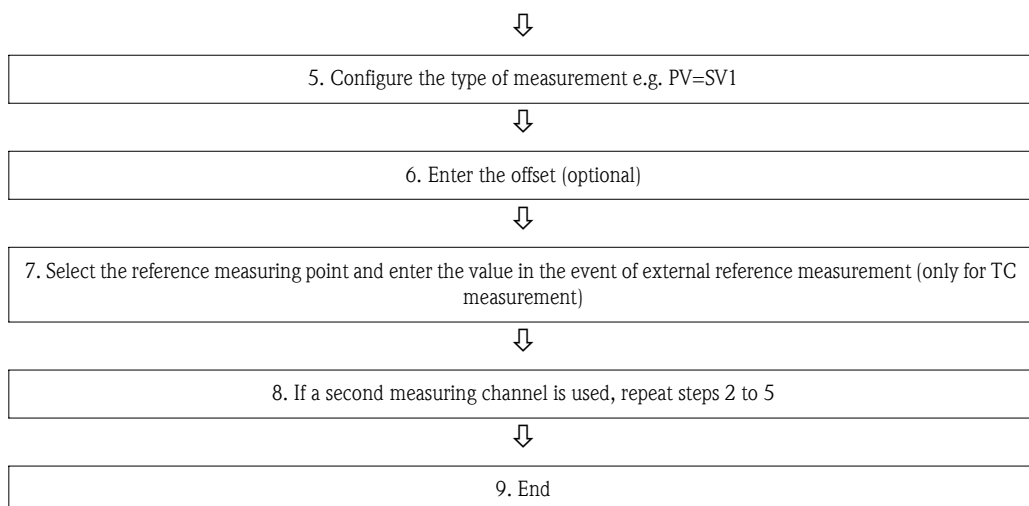 5. Configure the type of measurement e.g. PV=SV1
6. Enter the offset (optional)
7. Select the reference measuring point and enter the value in the event of external reference measurement (only for TC
measurement)
8. If a second measuring channel is used, repeat steps 2 to 5
9. End